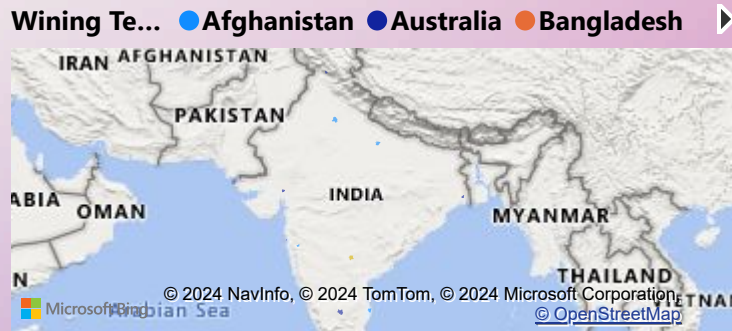 Wining Te... Afghanistan Australia Bangladesh
IRAN AFGHANISTAN
PAKISTAN
ABIA OMAN INDIA MYANMAR
N THAILAND
© 2024 NavInfo, © 2024 TomTom, © 2024 Microsoft Corporation,
Microsoft Bing Arabian Sea VIETNAM
© OpenStreetMap